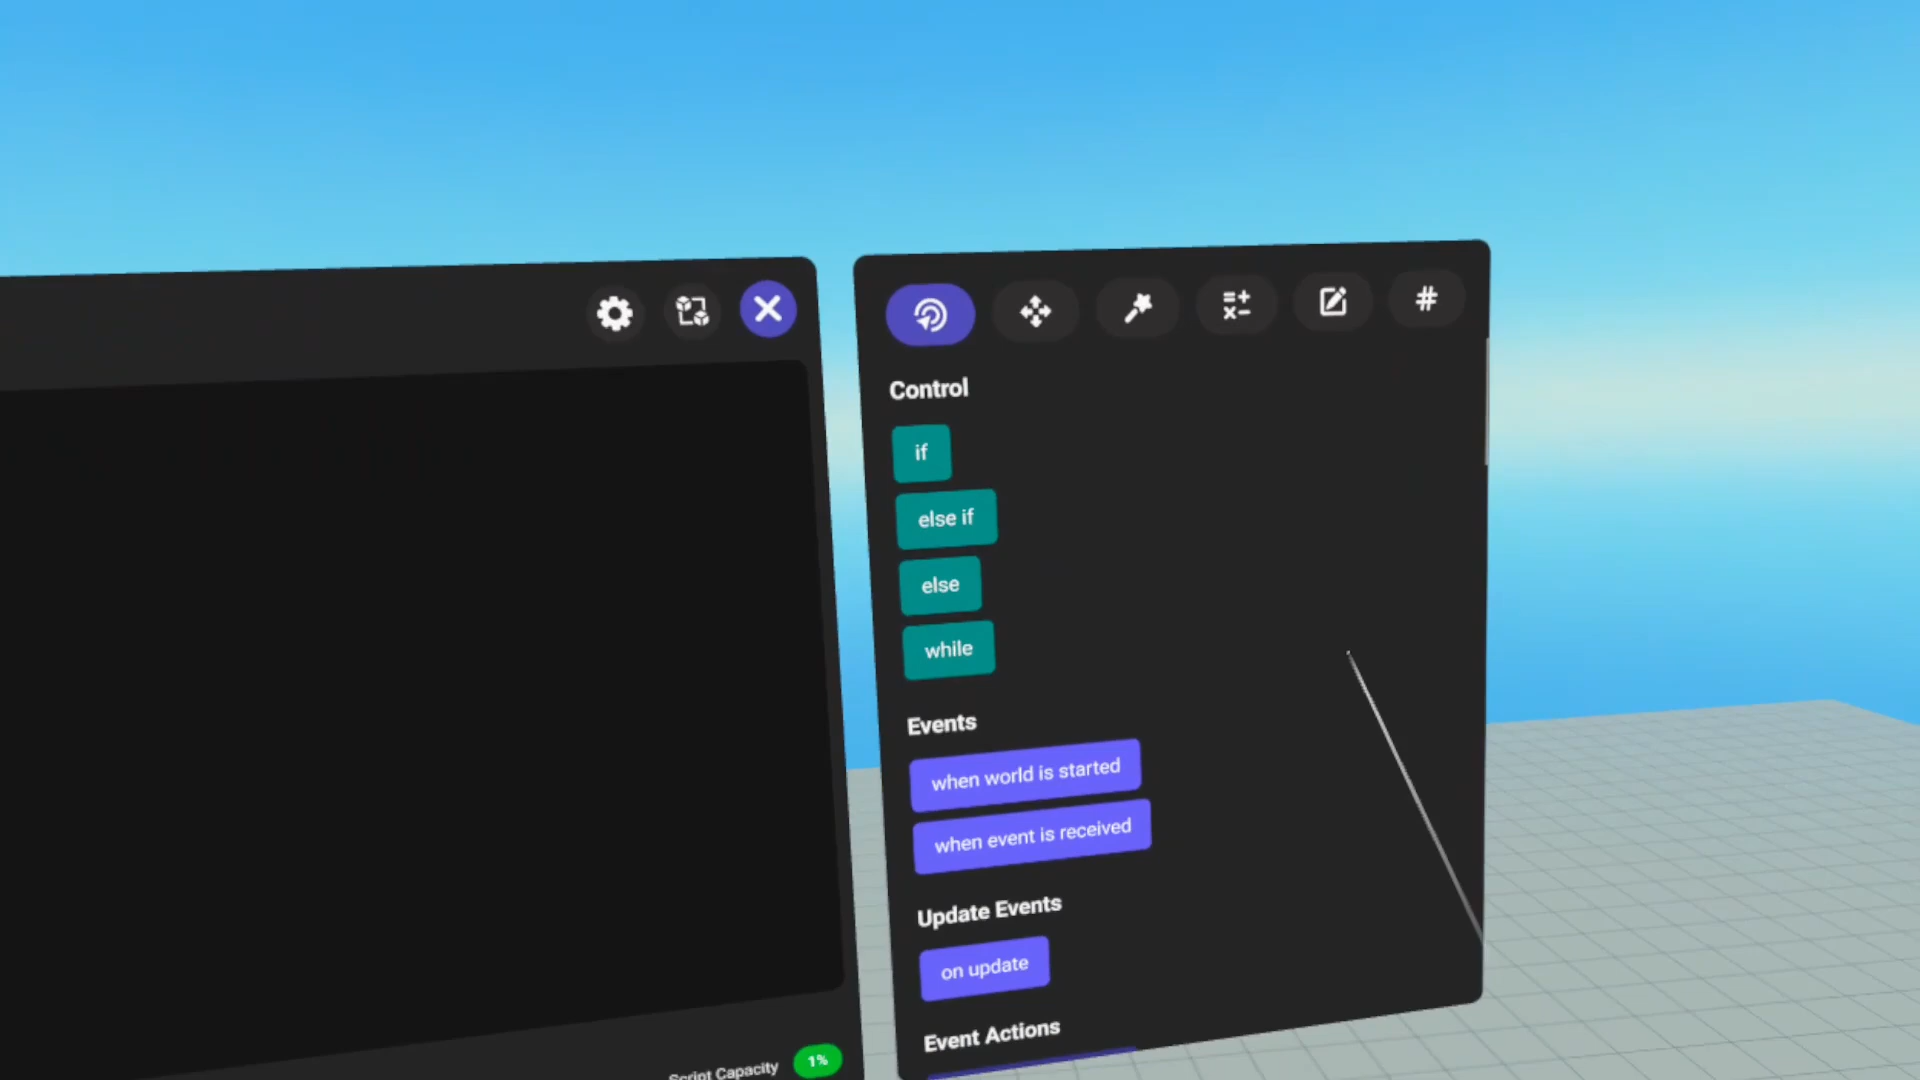 #
Control
if
else if
else
while
Events
when world is started
when event is received
Update Events
on update
Event Actions
Script Capacity
1%